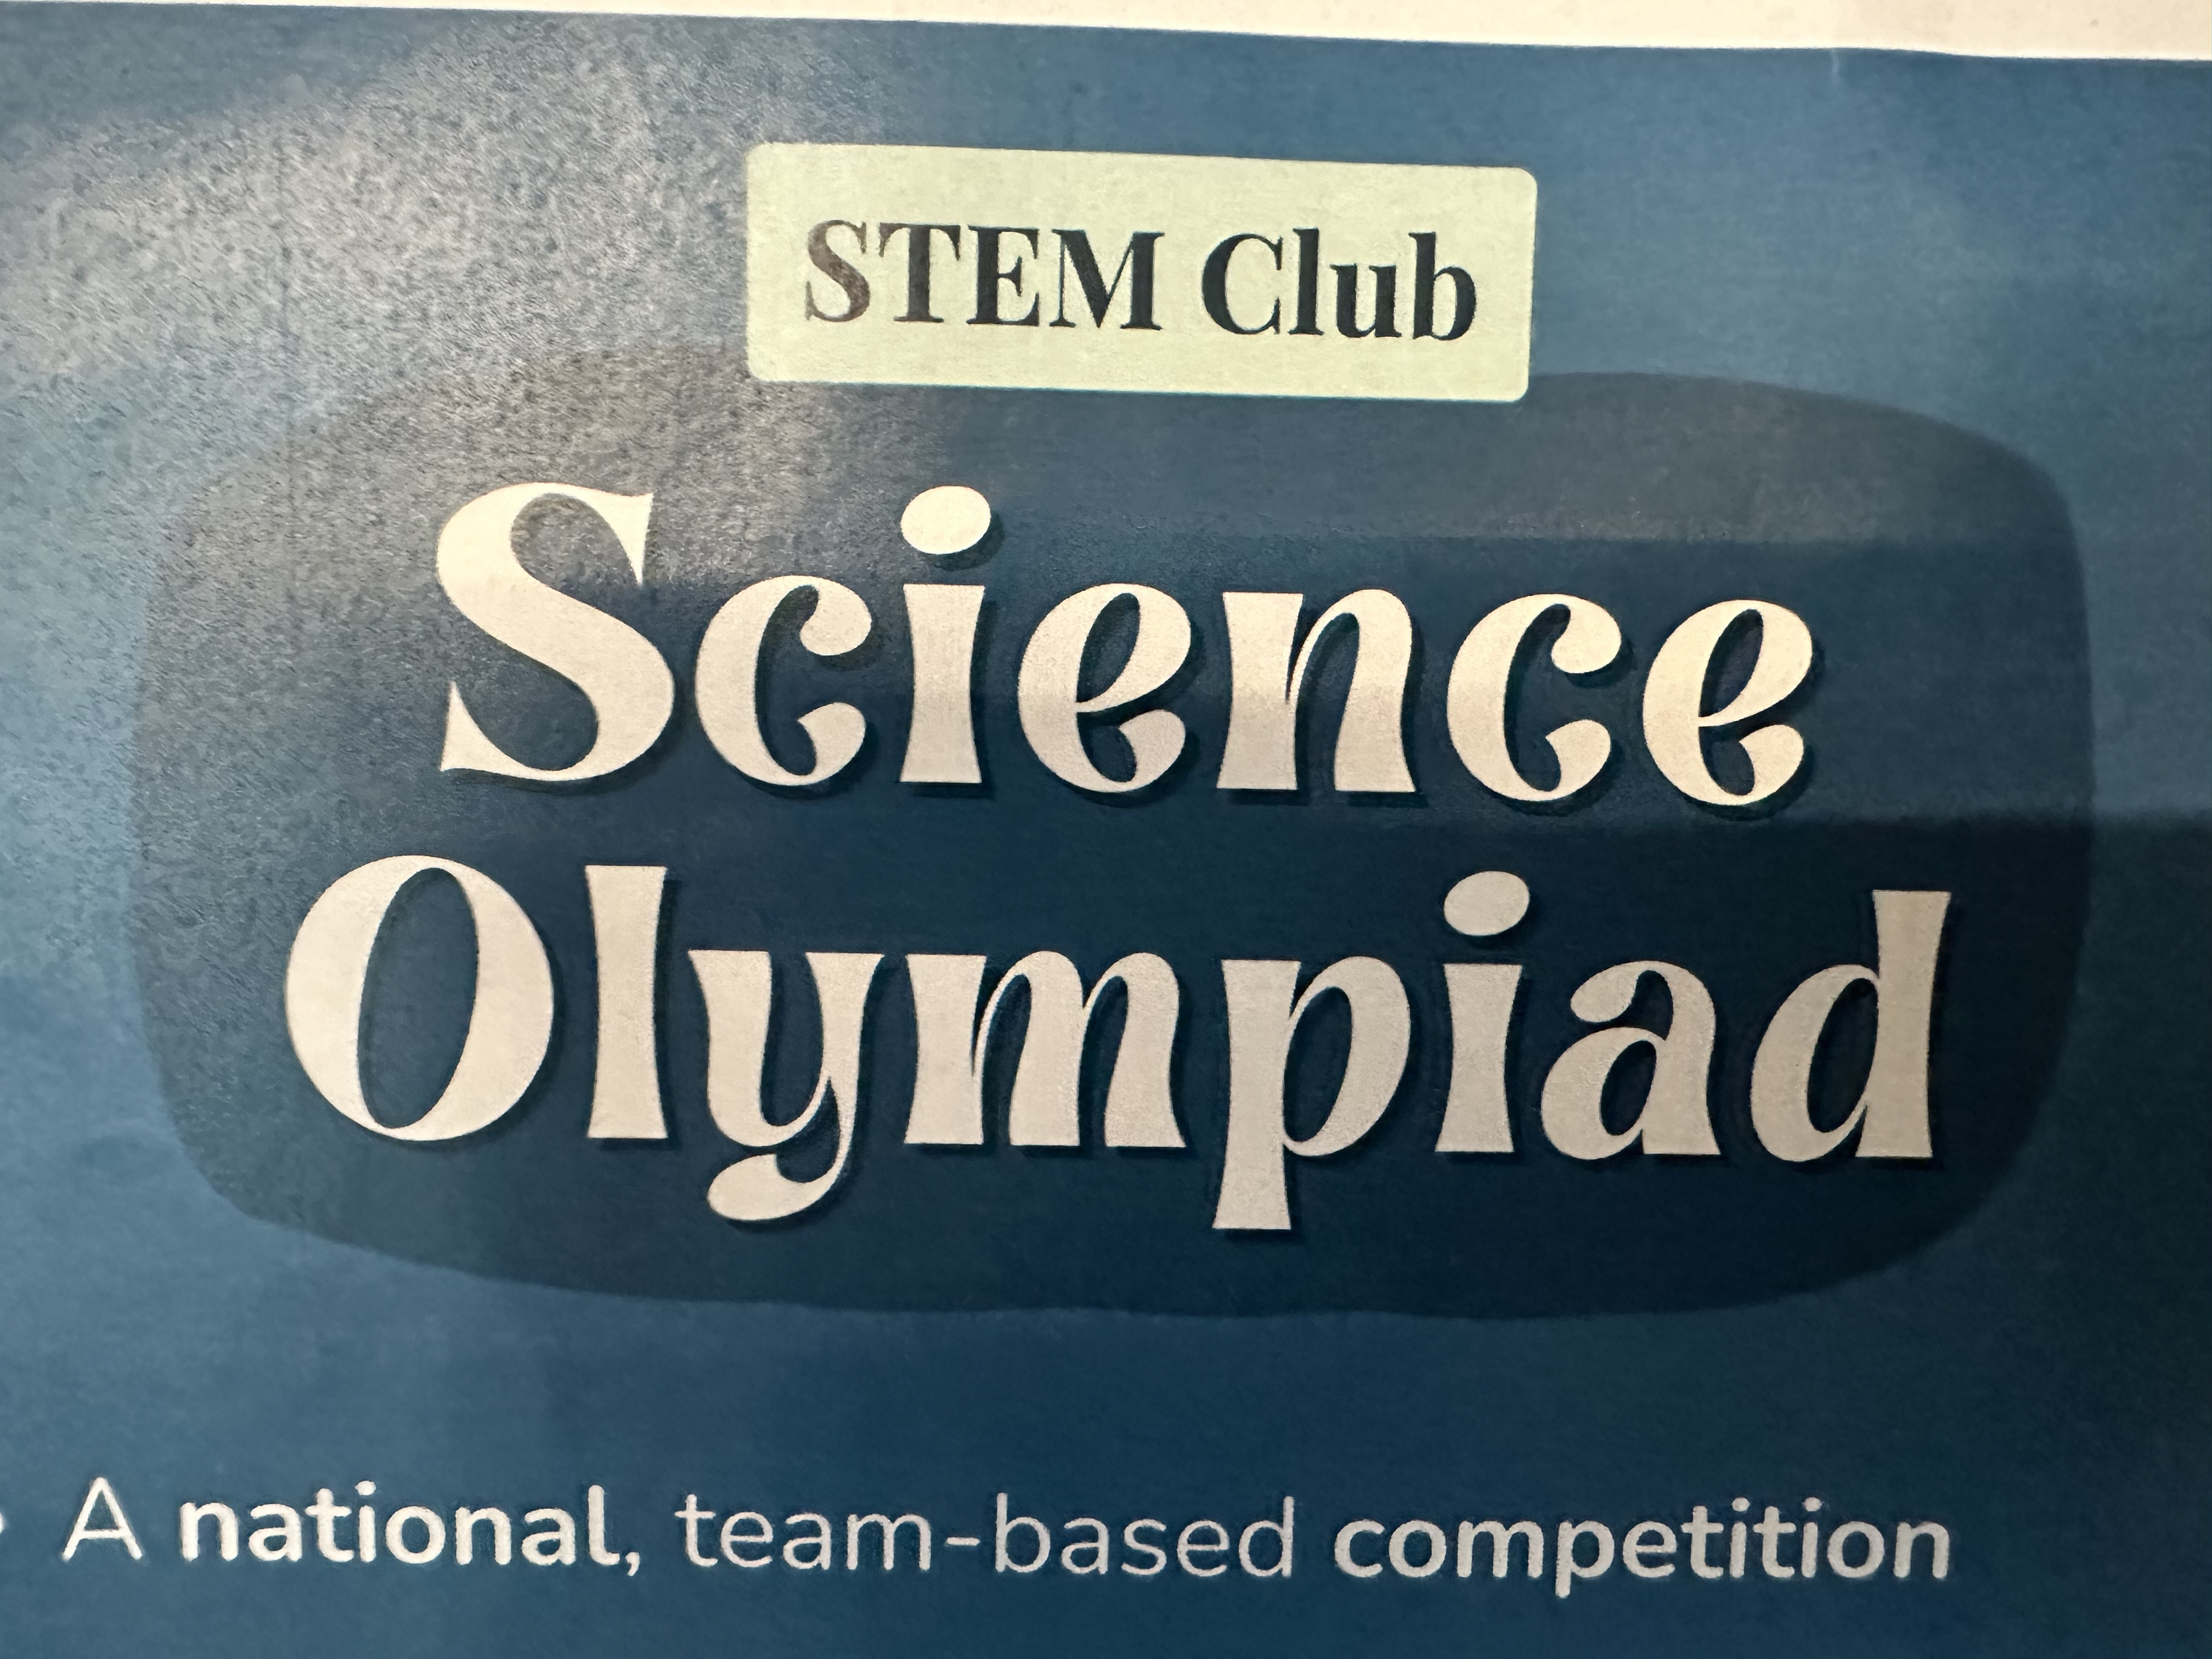 STEM Club
Science
Olympiad
• A national, team-based competition